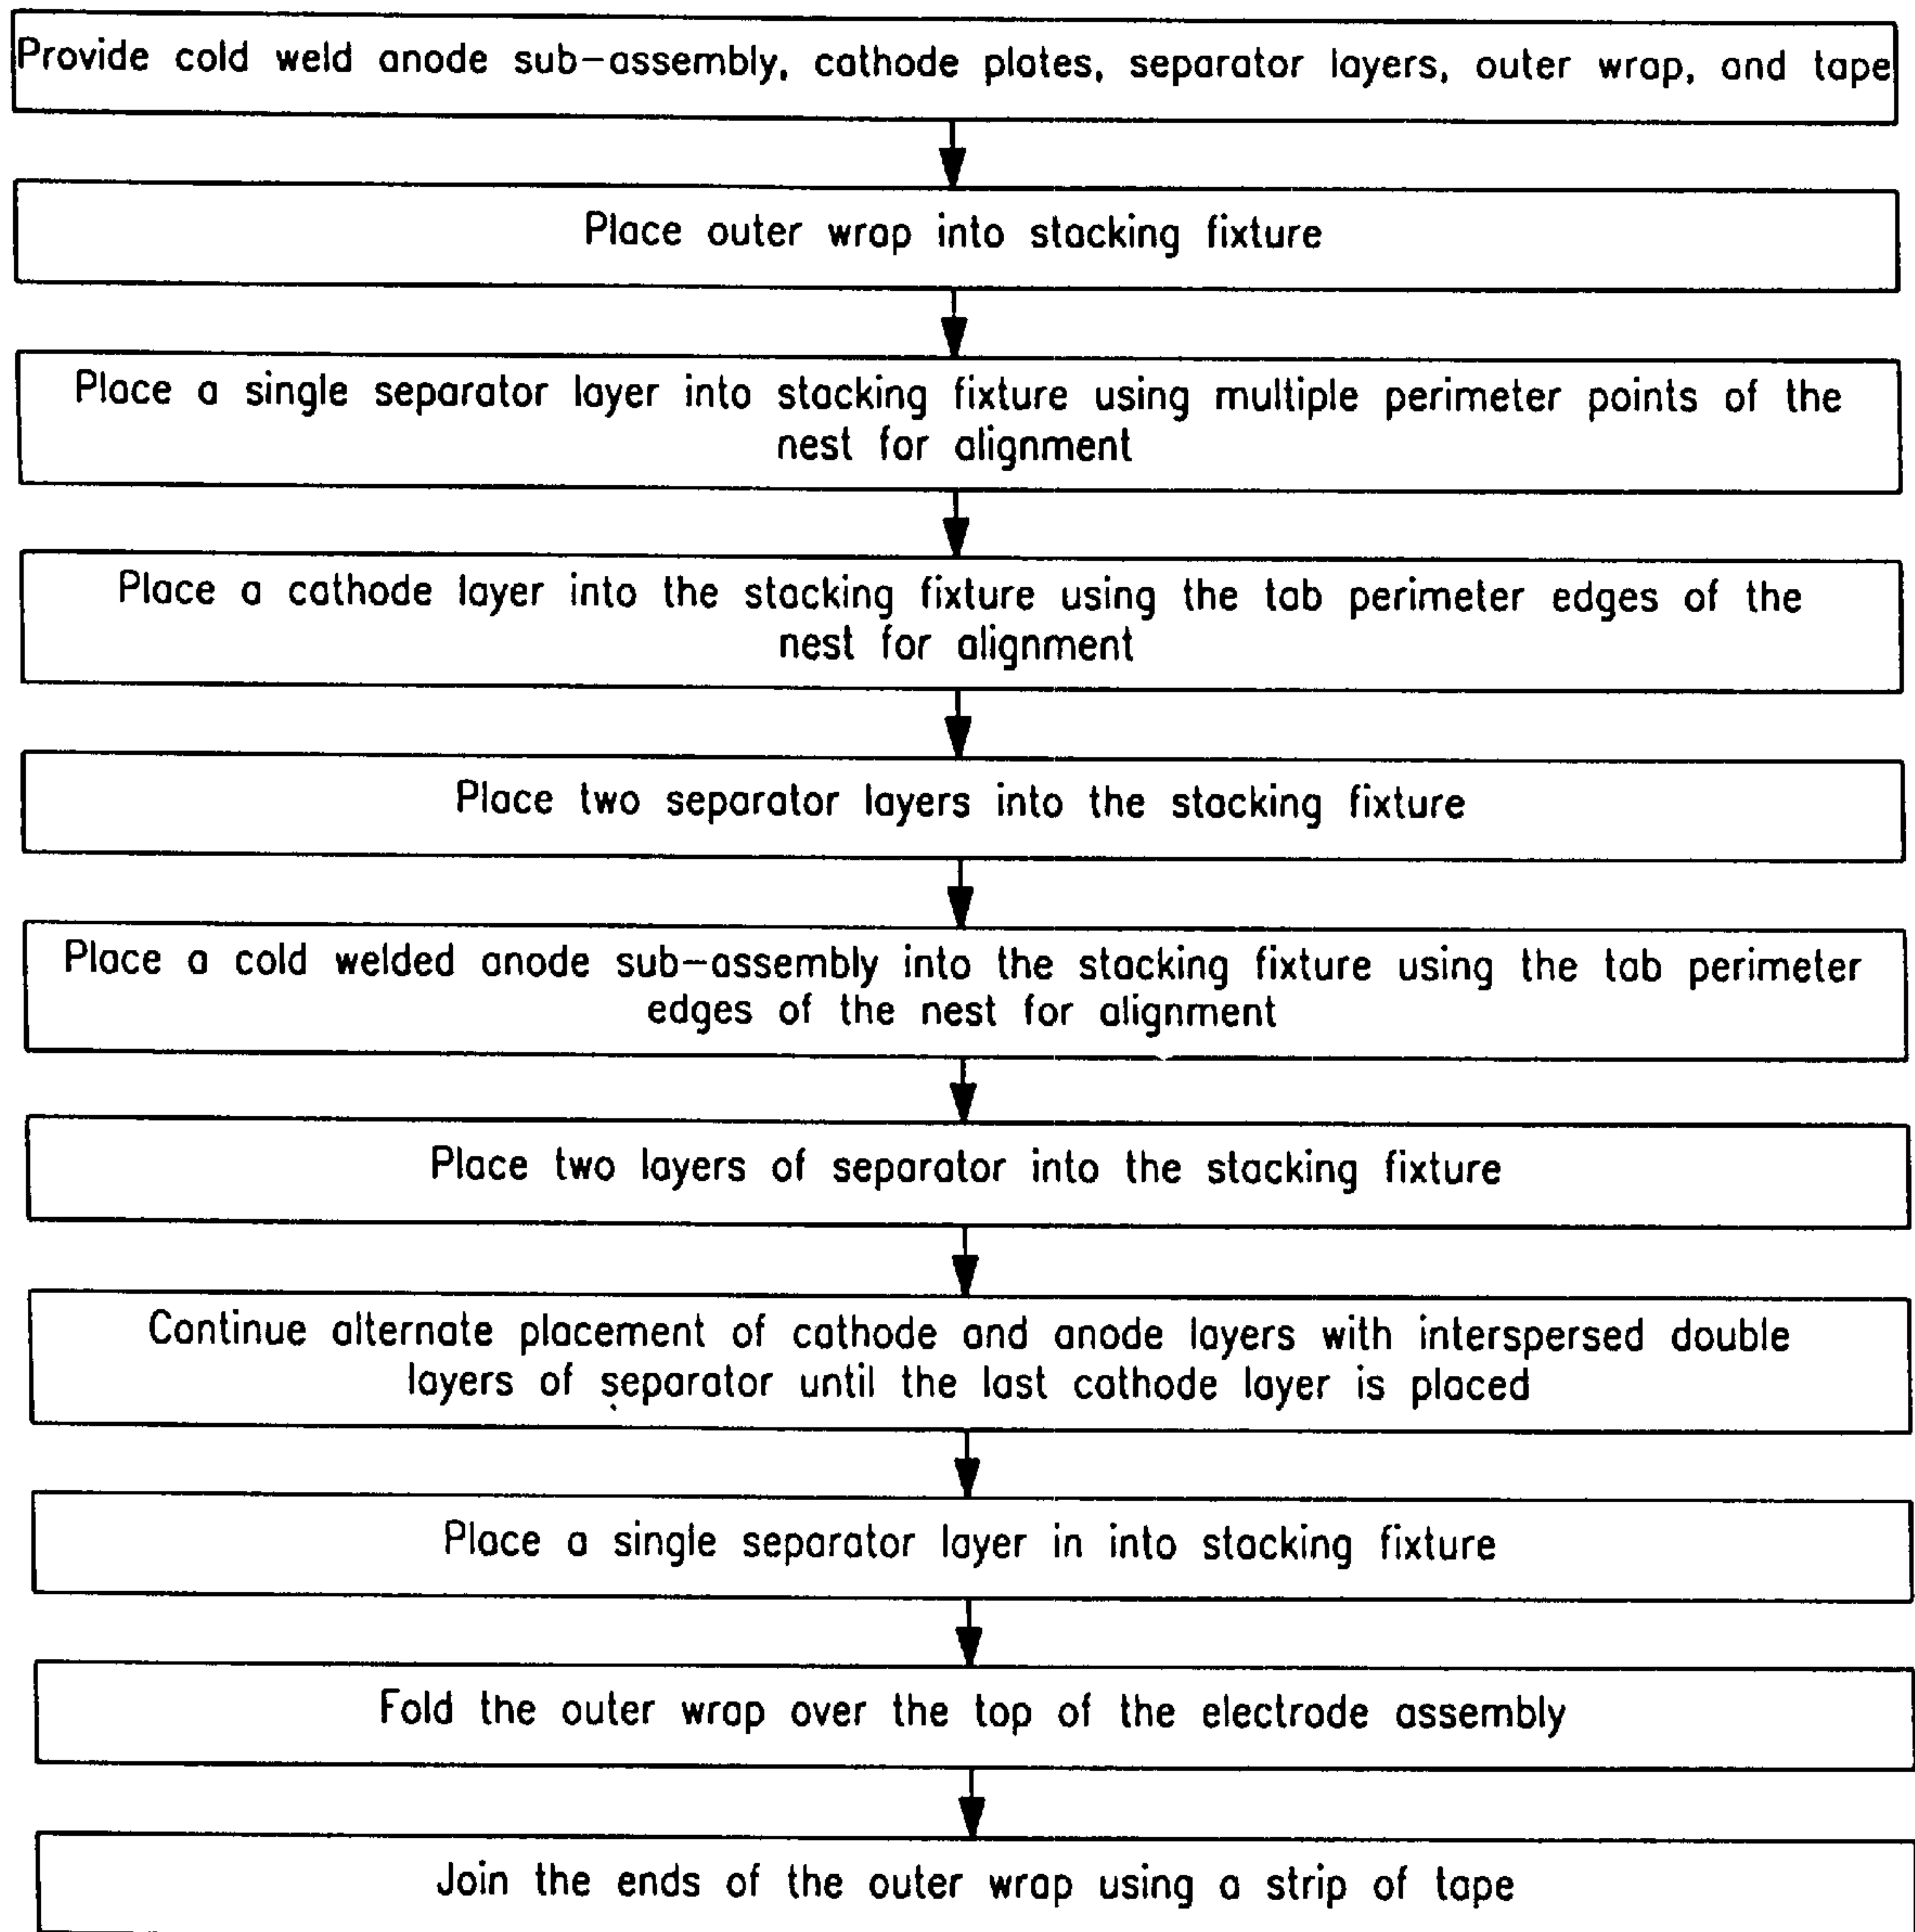 Provide cold weld anode sub-assembly, cathode plates, separator layers, outer wrap, and tape
Place outer wrap into stacking fixture
Place a single separator layer into stacking fixture using multiple perimeter points of the
nest for alignment
Place a cathode layer into the stacking fixture using the tab perimeter edges of the
nest for alignment
Place two separator layers into the stacking fixture
Place a cold welded anode sub-assembly into the stacking fixture using the tab perimeter
edges of the nest for alignment
Place two layers of separator into the stacking fixture
Continue alternate placement of cathode and anode layers with interspersed double
layers of separator until the last cathode layer is placed
Place a single separator layer in into stacking fixture
Fold the outer wrap over the top of the electrode assembly
Join the ends of the outer wrap using a strip of tape